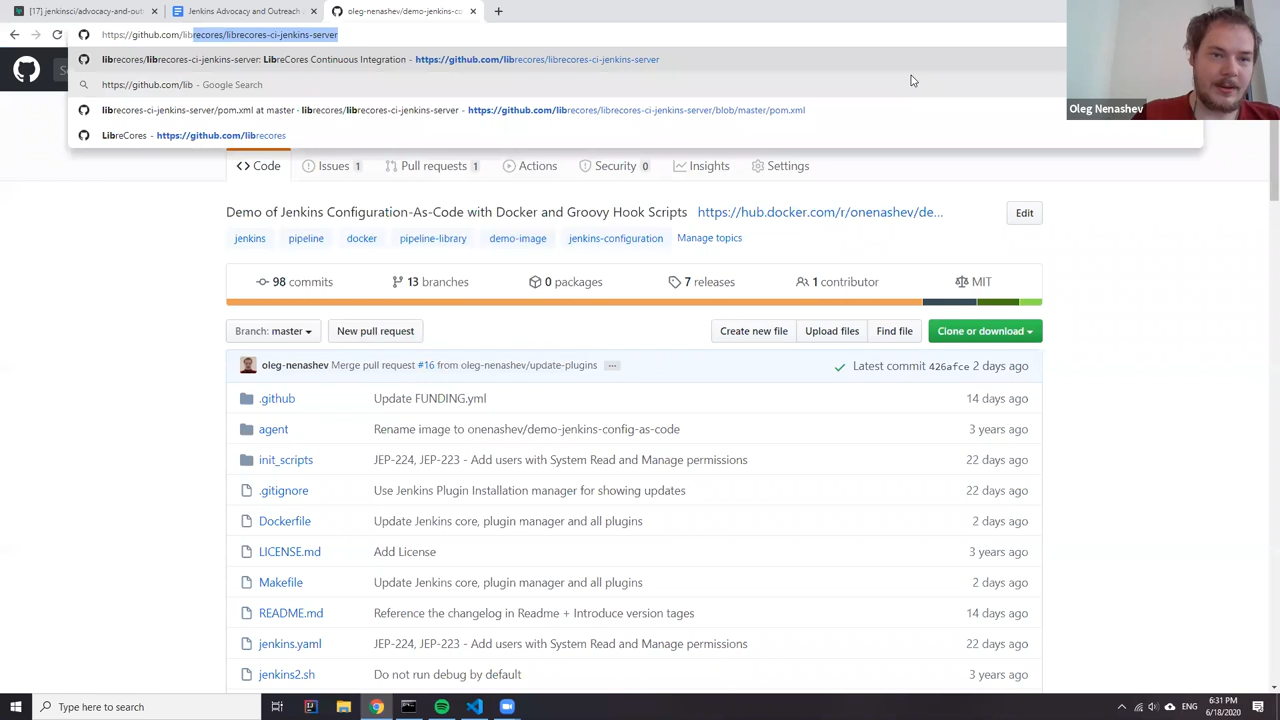 [17] jenkinsci/advocacy-and-out
Jenkins Advocacy and Outreach
oleg-nenashev/demo-jenkins-co
https://github.com/librecores/librecores-ci-jenkins-server
librecores/librecores-ci-jenkins-server: LibreCores Continuous Integration - https://github.com/librecores/librecores-ci-jenkins-server
https://github.com/lib - Google Search
librecores-ci-jenkins-server/pom.xml at master · librecores/librecores-ci-jenkins-server - https://github.com/librecores/librecores-ci-jenkins-server/blob/master/pom.xml
LibreCores - https://github.com/librecores
Oleg Nenashev
Code Issues 1 Pull requests 1 Actions Security 0 Insights Settings
Demo of Jenkins Configuration-As-Code with Docker and Groovy Hook Scripts https://hub.docker.com/r/onenashev/de... Edit
jenkins pipeline docker pipeline-library demo-image jenkins-configuration Manage topics
98 commits 13 branches 0 packages 7 releases 1 contributor MIT
Branch: master New pull request Create new file Upload files Find file Clone or download
oleg-nenashev Merge pull request #16 from oleg-nenashev/update-plugins ... Latest commit 426afce 2 days ago
.github Update FUNDING.yml 14 days ago
agent Rename image to onenashev/demo-jenkins-config-as-code 3 years ago
init_scripts JEP-224, JEP-223 - Add users with System Read and Manage permissions 22 days ago
.gitignore Use Jenkins Plugin Installation manager for showing updates 22 days ago
Dockerfile Update Jenkins core, plugin manager and all plugins 2 days ago
LICENSE.md Add License 3 years ago
Makefile Update Jenkins core, plugin manager and all plugins 2 days ago
README.md Reference the changelog in Readme + Introduce version tages 14 days ago
jenkins.yaml JEP-224, JEP-223 - Add users with System Read and Manage permissions 22 days ago
jenkins2.sh Do not run debug by default 3 years ago
Type here to search
ENG
6:31 PM
6/18/2020